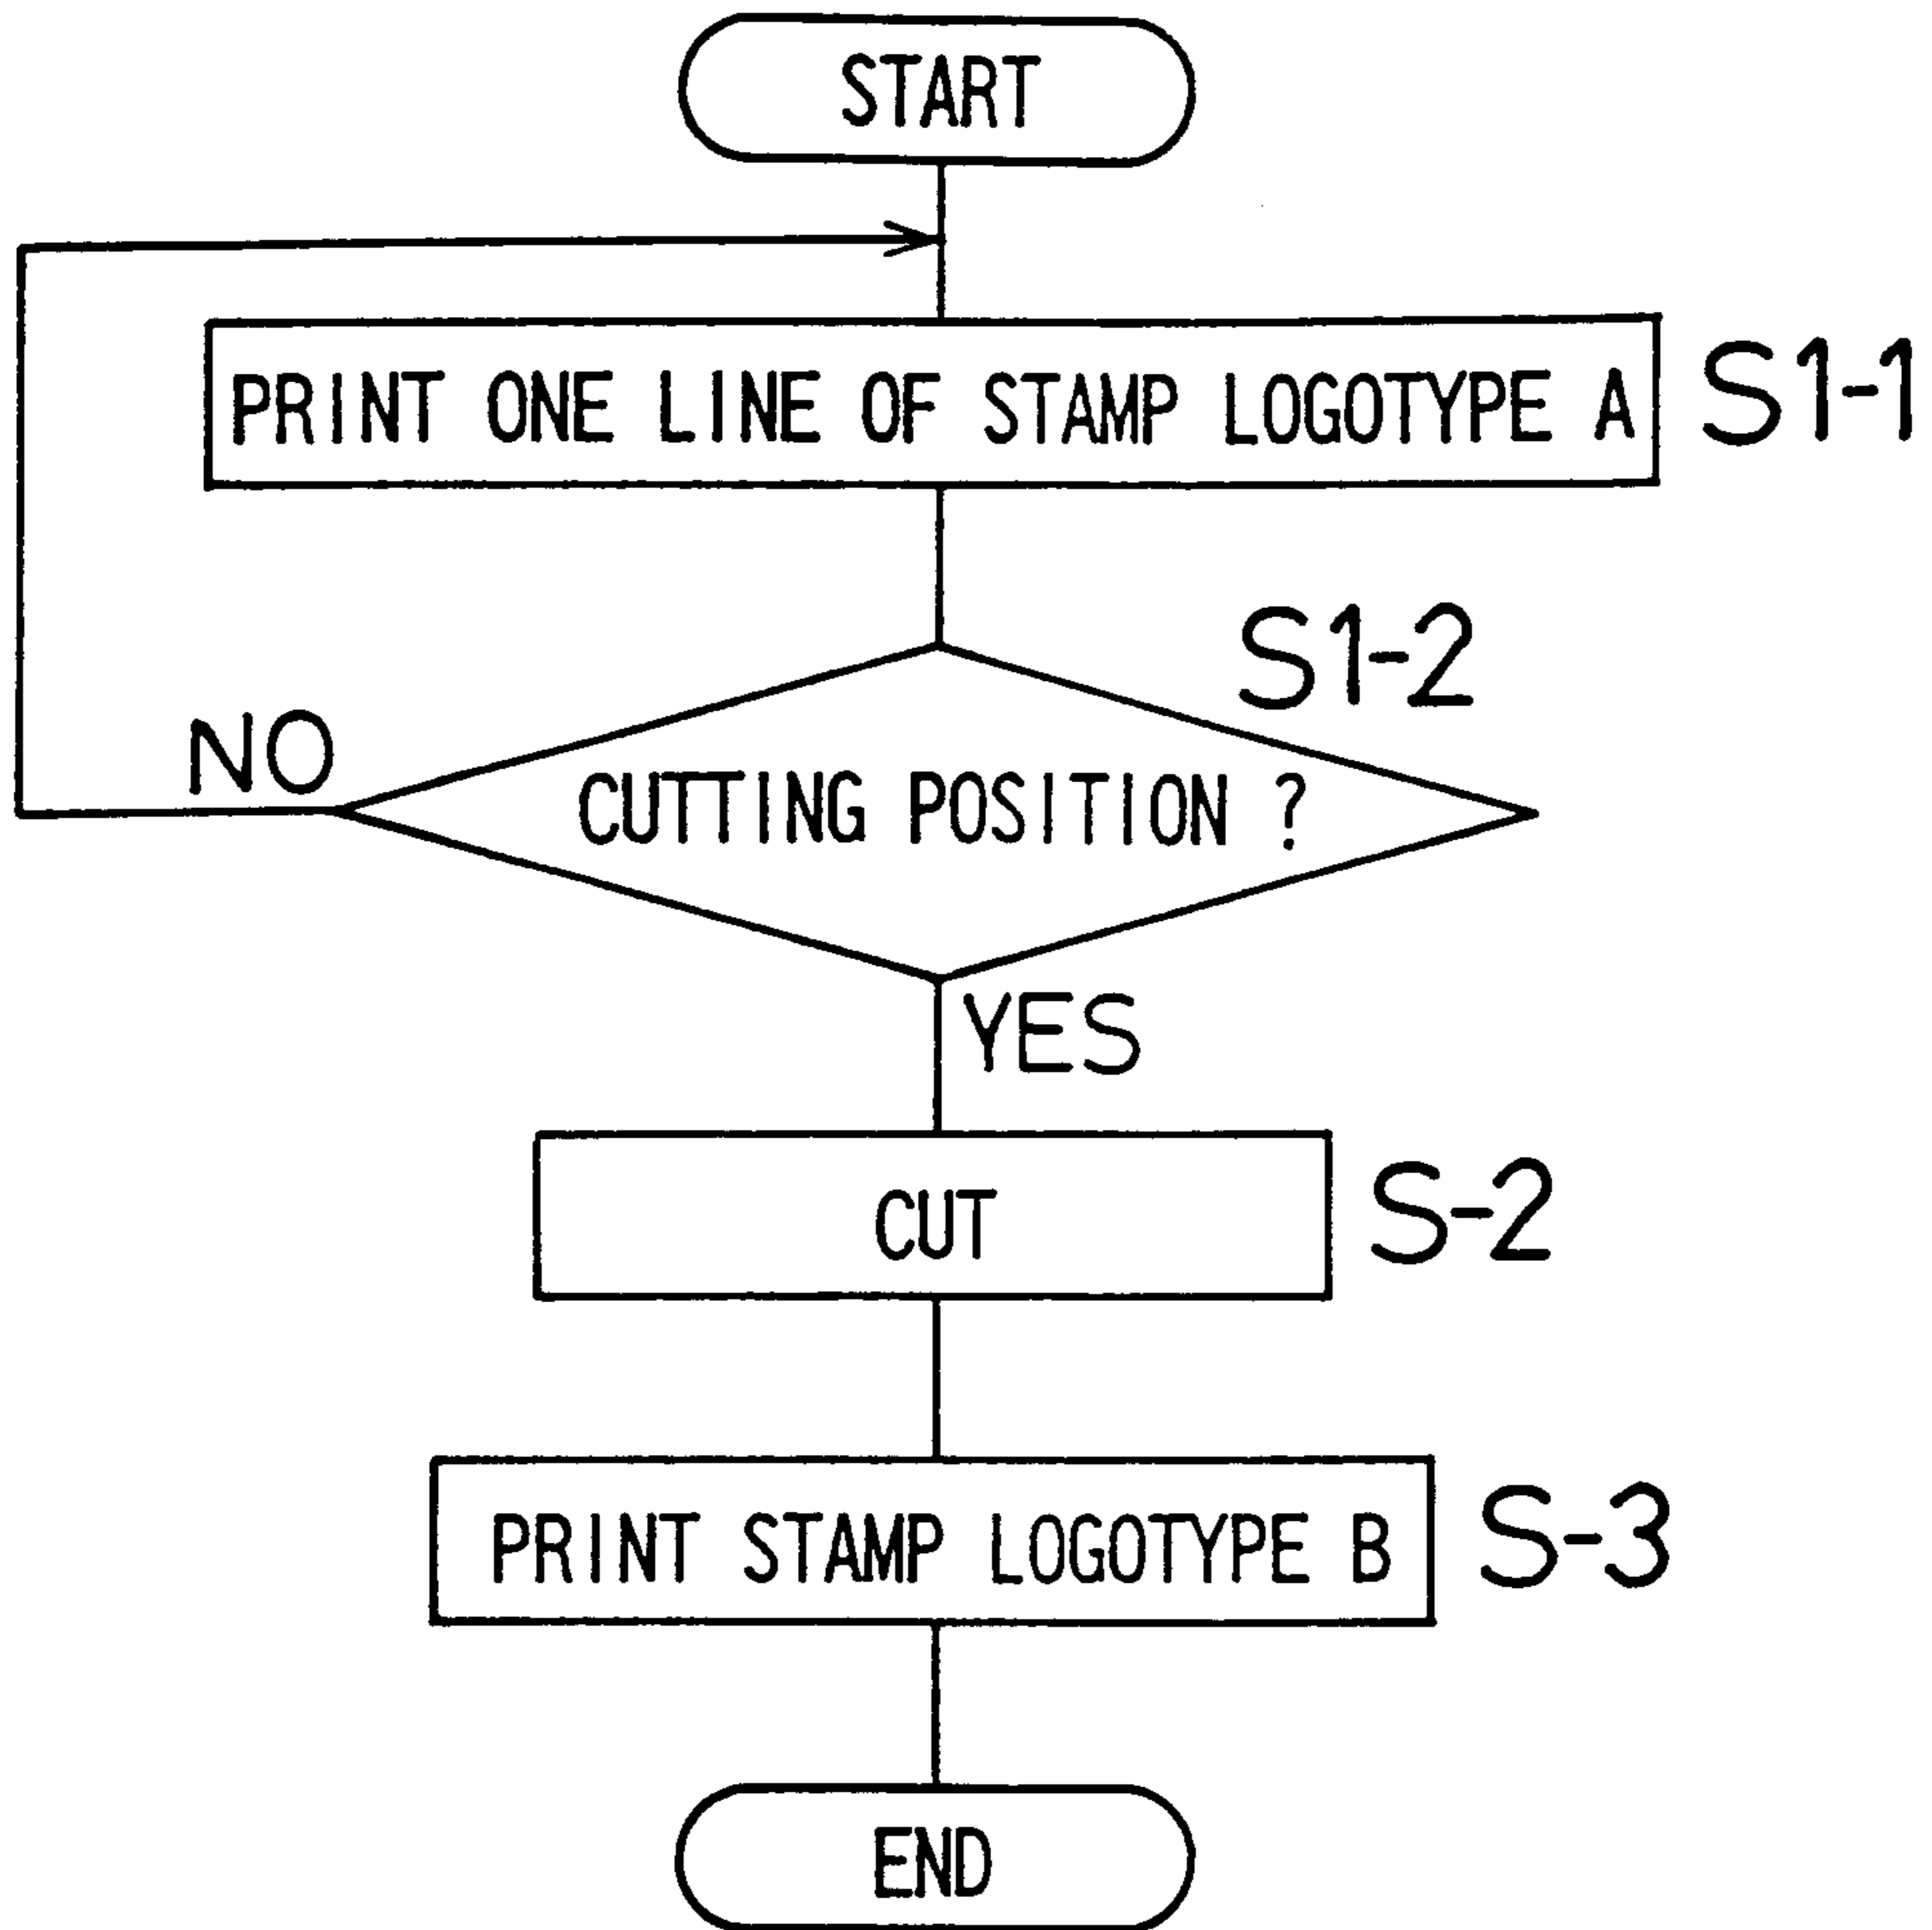 START
PRINT ONE LINE OF STAMP LOGOTYPE A
S1-1
S1-2
NO
CUTTING POSITION ?
YES
CUT
S-2
PRINT STAMP LOGOTYPE B
S-3
END